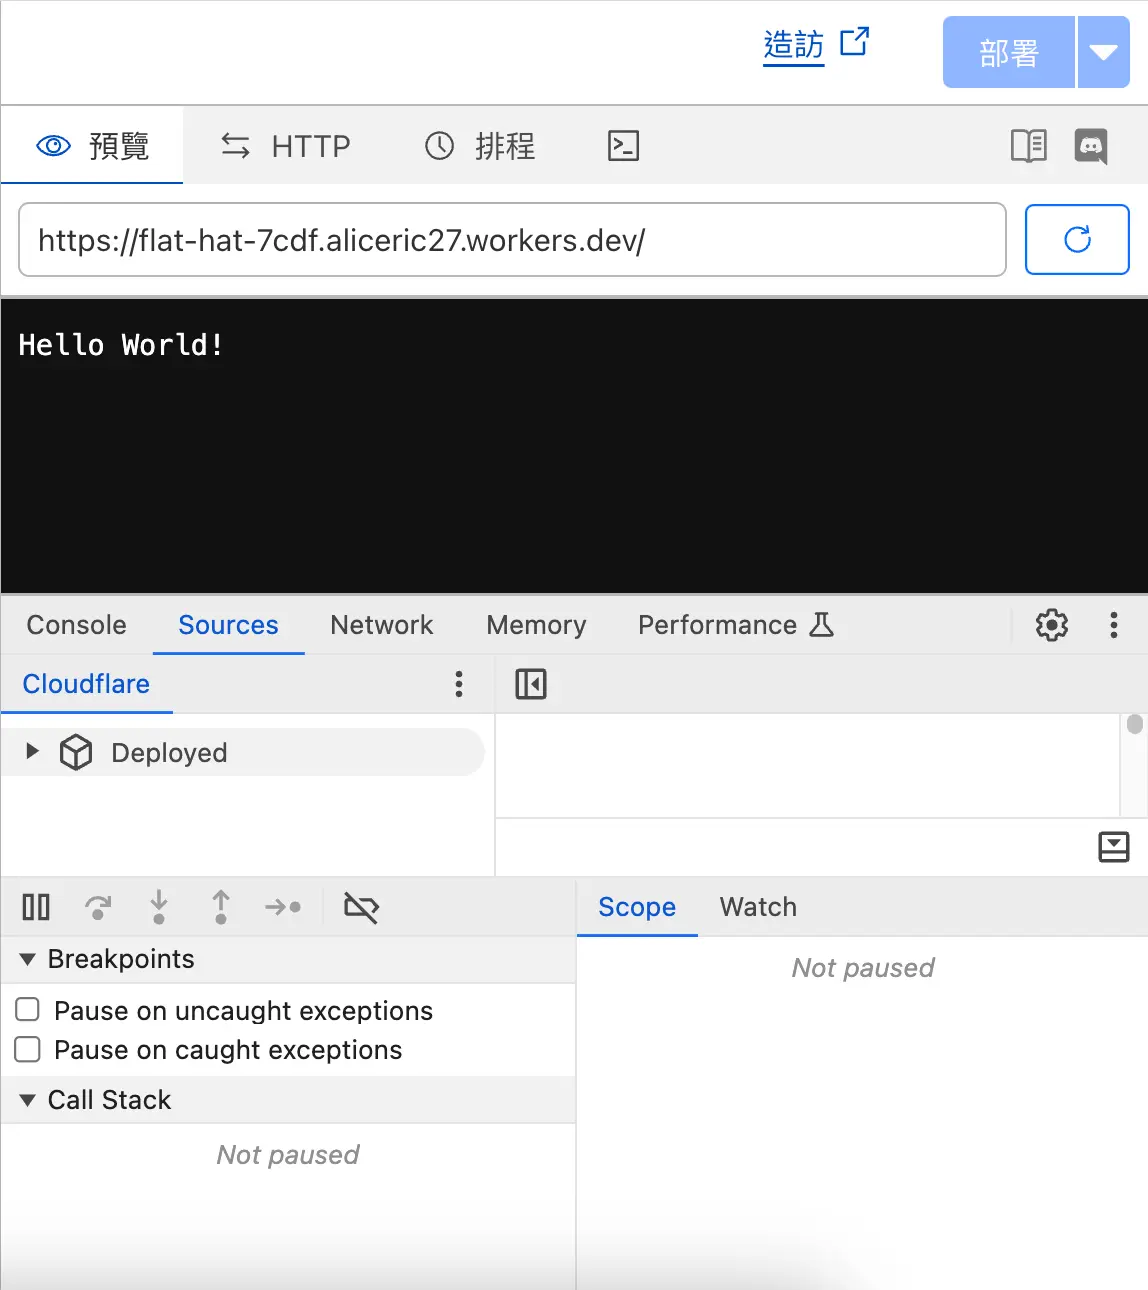 造訪
部署
預覽 HTTP 排程
https://flat-hat-7cdf.aliceric27.workers.dev/
Hello World!
Console Sources Network Memory Performance
Cloudflare
Deployed
Scope Watch
Breakpoints
Not paused
Pause on uncaught exceptions
Pause on caught exceptions
Call Stack
Not paused